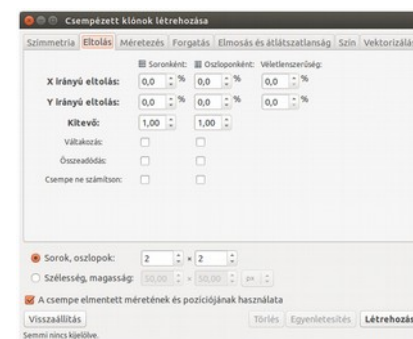 Csempézett klónok létrehozása
Szimmetria Eltolás Méretezés Forgatás Elmosás és átlátszatlanság Szín Vektorizálás
Soronként: Oszloponként: Véletlenszerűség:
X irányú eltolás: 0,0 % 0,0 % 0,0 %
Y irányú eltolás: 0,0 % 0,0 % 0,0 %
Kitevő: 1,00 1,00
Váltakozás:
Összeadódás:
Csempe ne számítson:
Sorok, oszlopok: 2 × 2
Szélesség, magasság: 50,00 × 50,00 px
A csempe elmentett méretének és pozíciójának használata
Visszaállítás Törlés Egyenletesítés Létrehozás
Semmi nincs kijelölve.